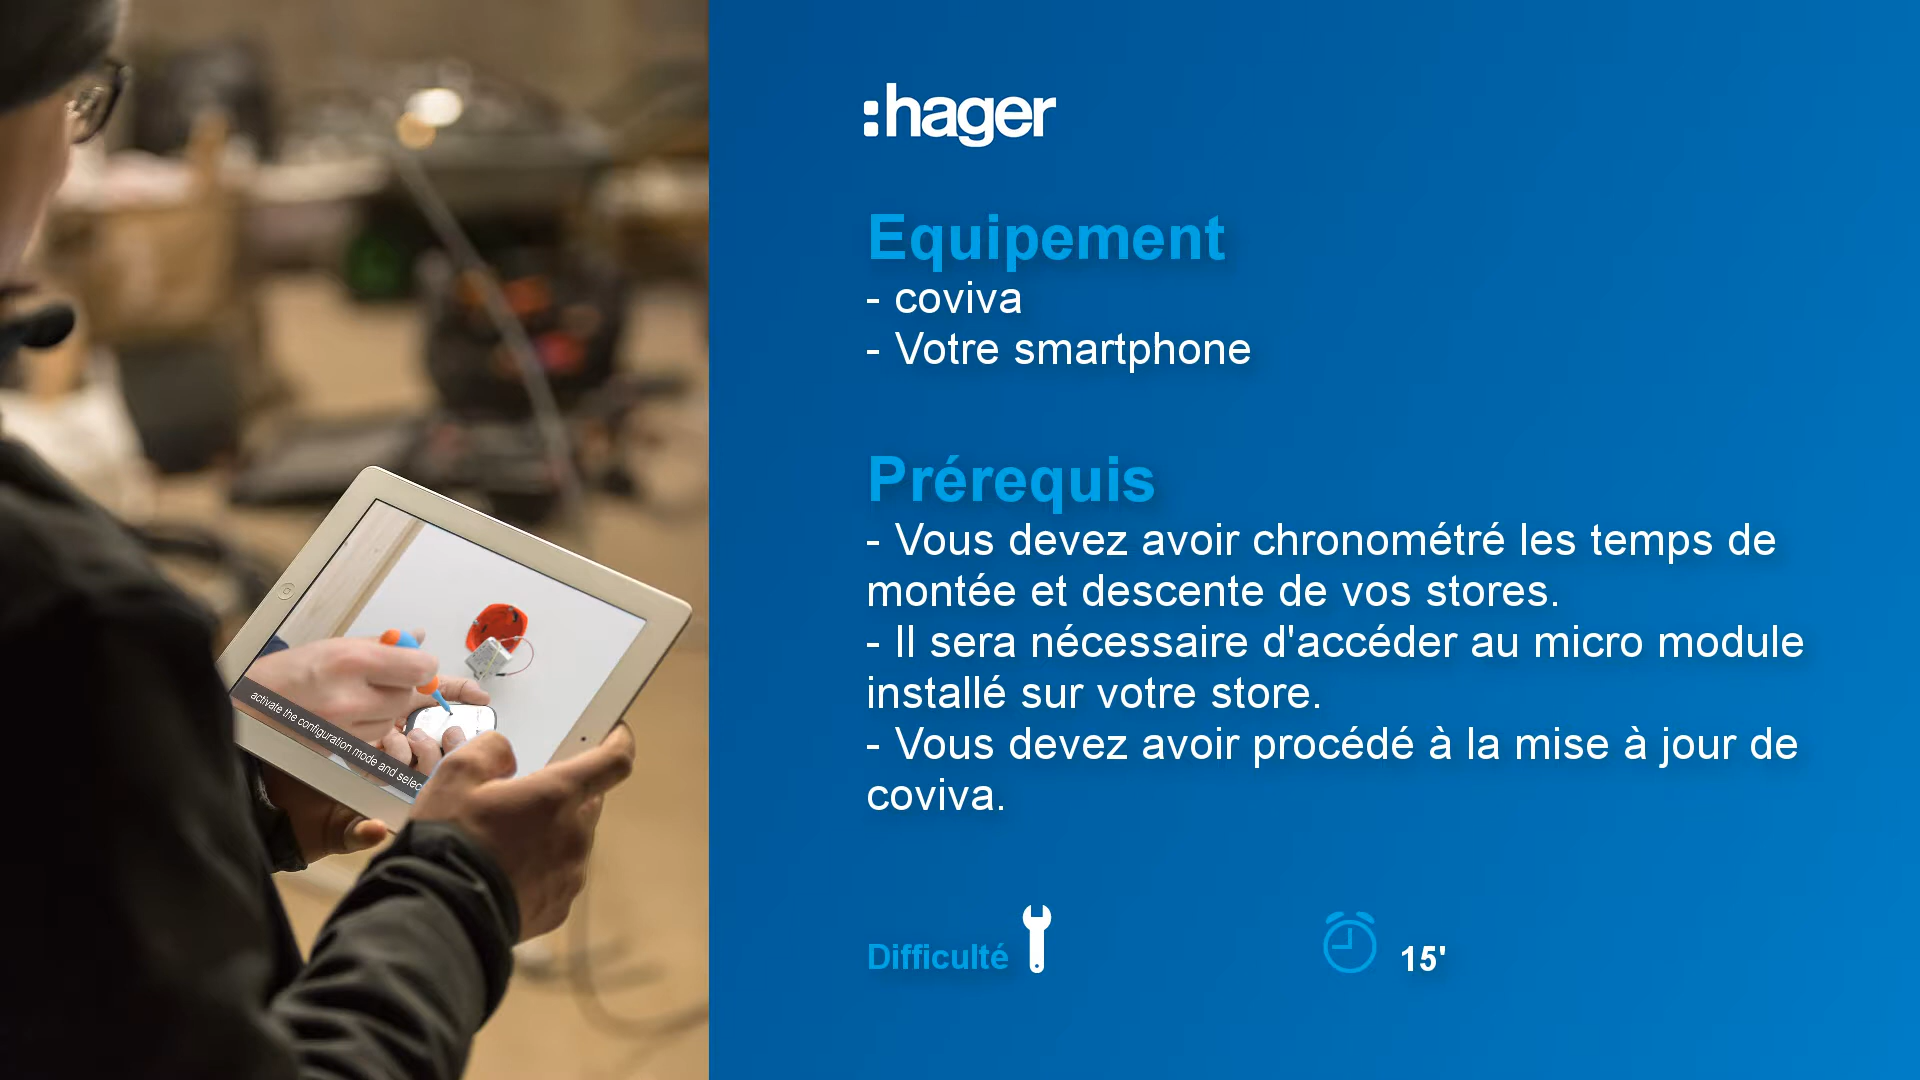 :hager
Equipement
- coviva
- Votre smartphone
Prérequis
- Vous devez avoir chronométré les temps de
montée et descente de vos stores.
- Il sera nécessaire d'accéder au micro module
installé sur votre store.
- Vous devez avoir procédé à la mise à jour de
coviva.
Difficulté
15'
activate the configuration mode and selec